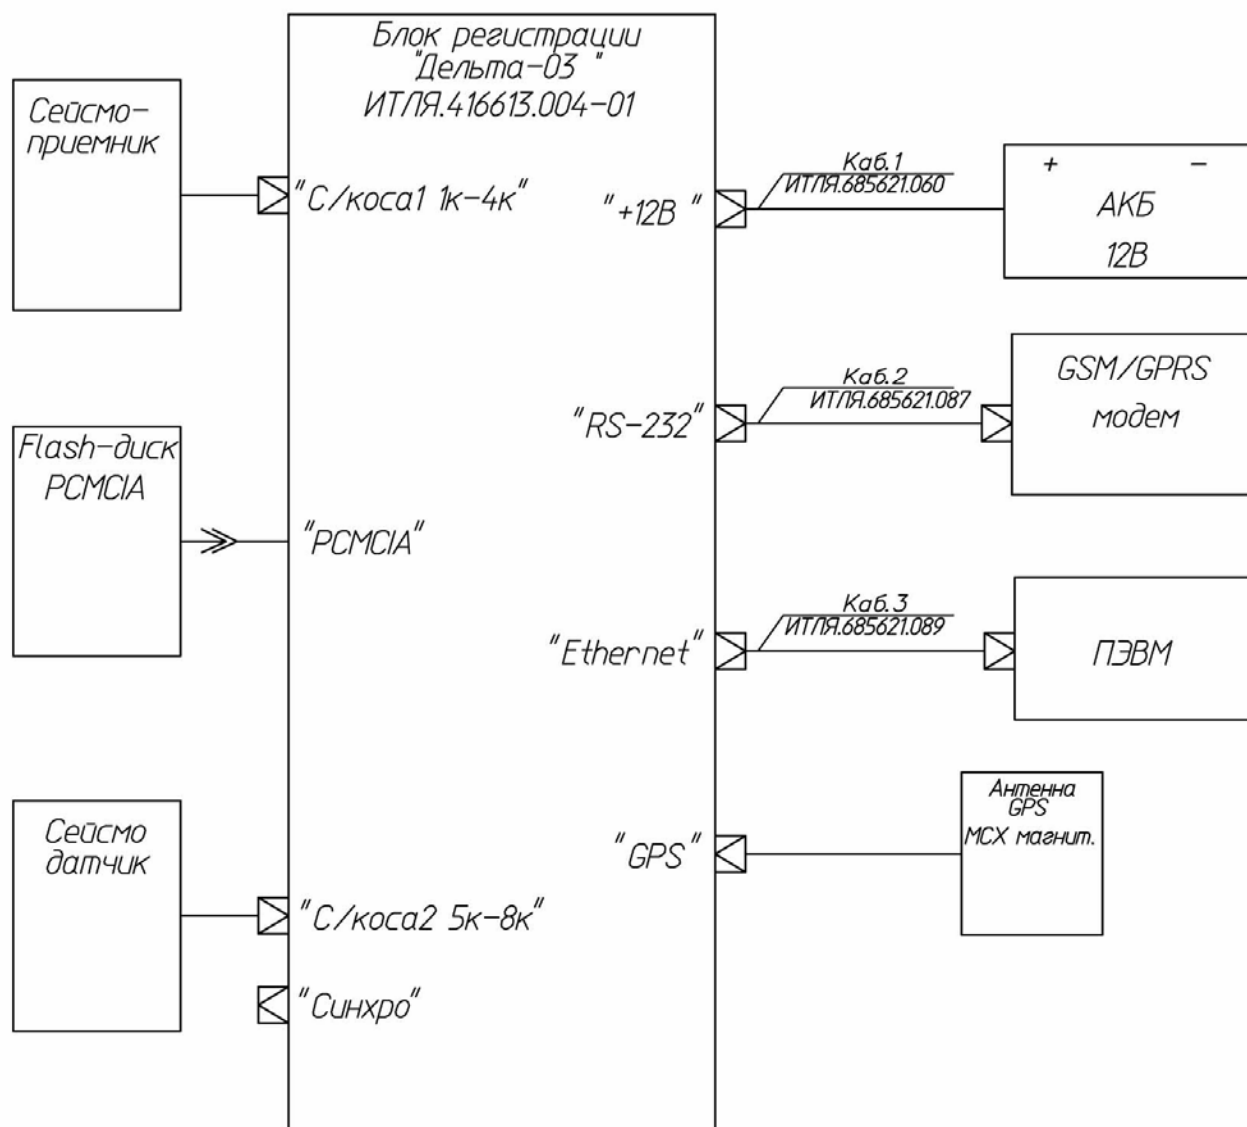 Блок регистрации
"Дельта-03 "
ИТЛЯ.416613.004-01
Сейсмо-
приемник
"С/коса1 1к-4к"
Flash-диск
PCMCIA
"PCMCIA"
Сейсмо
датчик
"С/коса2 5к-8к"
"Синхро"
"+12В "
Каб.1
ИТЛЯ.685621.060
+ -
АКБ
12В
"RS-232"
Каб.2
ИТЛЯ.685621.087
GSM/GPRS
модем
"Ethernet"
Каб.3
ИТЛЯ.685621.089
ПЭВМ
"GPS"
Антенна
GPS
MCX магнит.